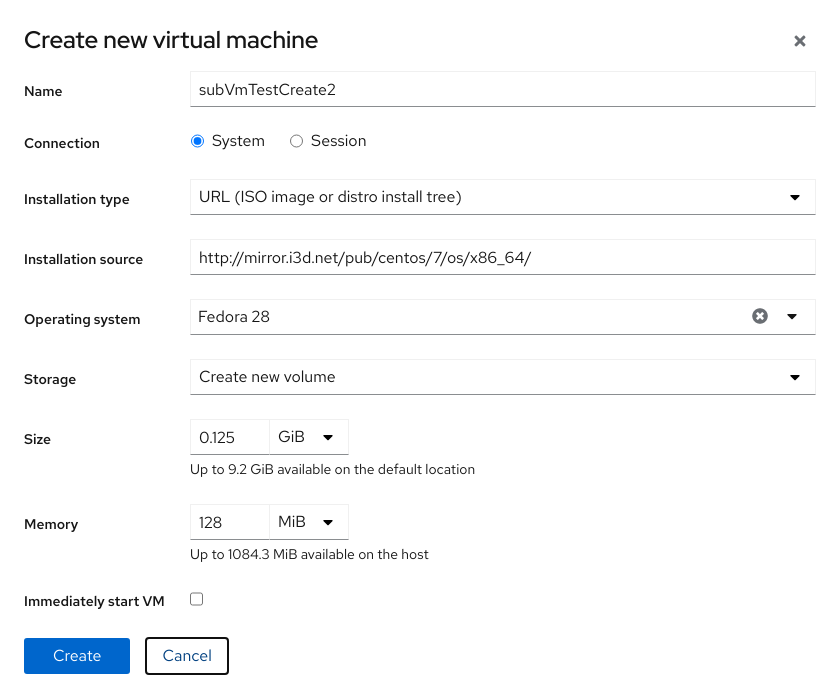 Create new virtual machine
Name
subVmTestCreate2
Connection
System Session
Installation type
URL (ISO image or distro install tree)
Installation source
http://mirror.i3d.net/pub/centos/7/os/x86_64/
Operating system
Fedora 28
Storage
Create new volume
Size
0.125 GiB
Up to 9.2 GiB available on the default location
Memory
128 MiB
Up to 1084.3 MiB available on the host
Immediately start VM
Create Cancel